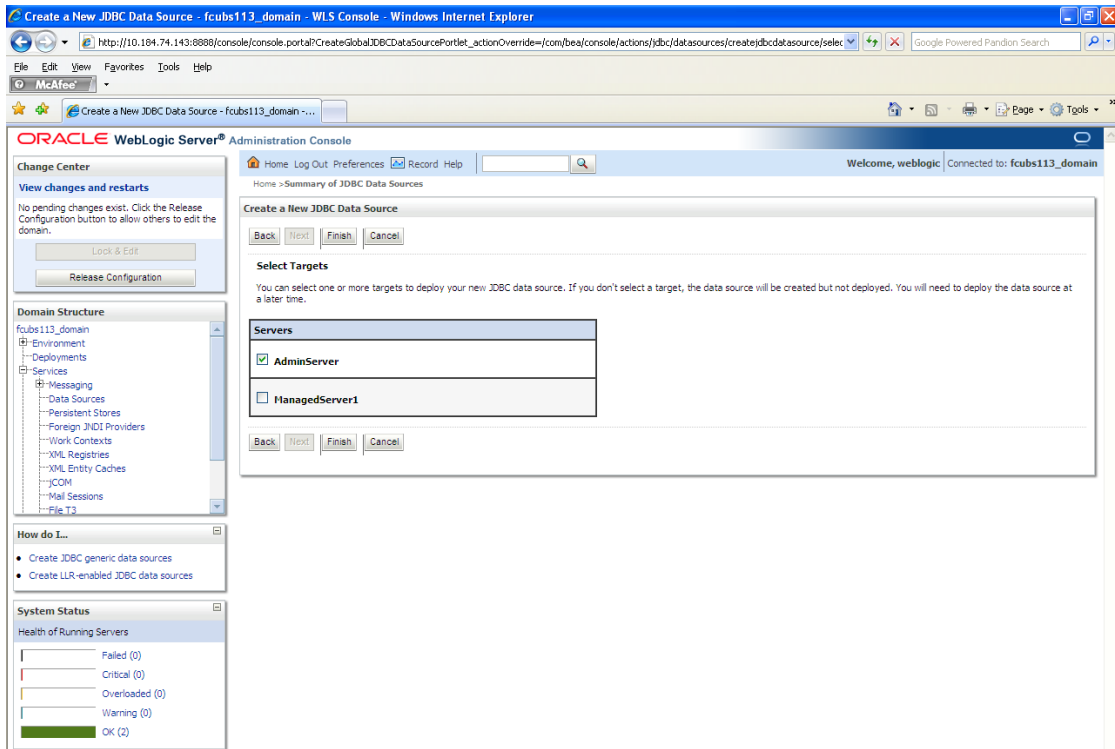 Create a New JDBC Data Source - fcubs113_domain - WLS Console - Windows Internet Explorer
http://10.184.74.143:8888/console/console.portal?CreateGlobalJDBCDataSourcePortlet_actionOverride=/com/bea/console/actions/jdbc/datasources/createjdbcdatasource/selec
Google Powered Pandion Search
File Edit View Favorites Tools Help
McAfee
Create a New JDBC Data Source - fcubs113_domain -...
Page Tools
ORACLE WebLogic Server® Administration Console
Change Center
View changes and restarts
No pending changes exist. Click the Release
Configuration button to allow others to edit the
domain.
Lock & Edit
Release Configuration
Domain Structure
fcubs113_domain
Environment
Deployments
Services
Messaging
Data Sources
Persistent Stores
Foreign JNDI Providers
Work Contexts
XML Registries
XML Entity Caches
jCOM
Mail Sessions
File T3
How do I...
Create JDBC generic data sources
Create LLR-enabled JDBC data sources
System Status
Health of Running Servers
Failed (0)
Critical (0)
Overloaded (0)
Warning (0)
OK (2)
Home Log Out Preferences Record Help
Welcome, weblogic Connected to: fcubs113_domain
Home >Summary of JDBC Data Sources
Create a New JDBC Data Source
Back Next Finish Cancel
Select Targets
You can select one or more targets to deploy your new JDBC data source. If you don't select a target, the data source will be created but not deployed. You will need to deploy the data source at
a later time.
Servers
AdminServer
ManagedServer1
Back Next Finish Cancel